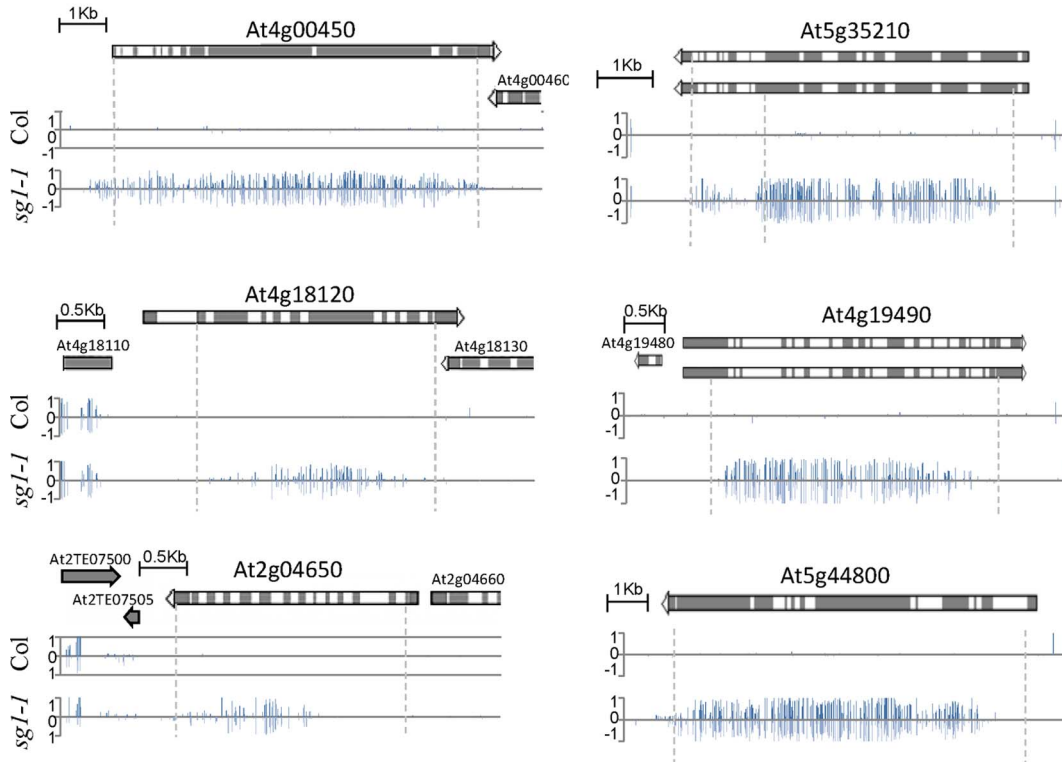 1Kb
At4g00450
At4g00460
Col
1
0
-1
sg1-1
1
0
-1
At5g35210
1Kb
1
0
-1
1
0
-1
At4g18120
0.5Kb
At4g18110
At4g18130
Col
1
0
-1
sg1-1
1
0
-1
At4g19490
0.5Kb
At4g19480
1
0
-1
1
0
-1
At2TE07500
0.5Kb
At2g04650
At2g04660
At2TE07505
Col
1
0
-1
sg1-1
1
0
-1
At5g44800
1Kb
1
0
-1
1
0
-1